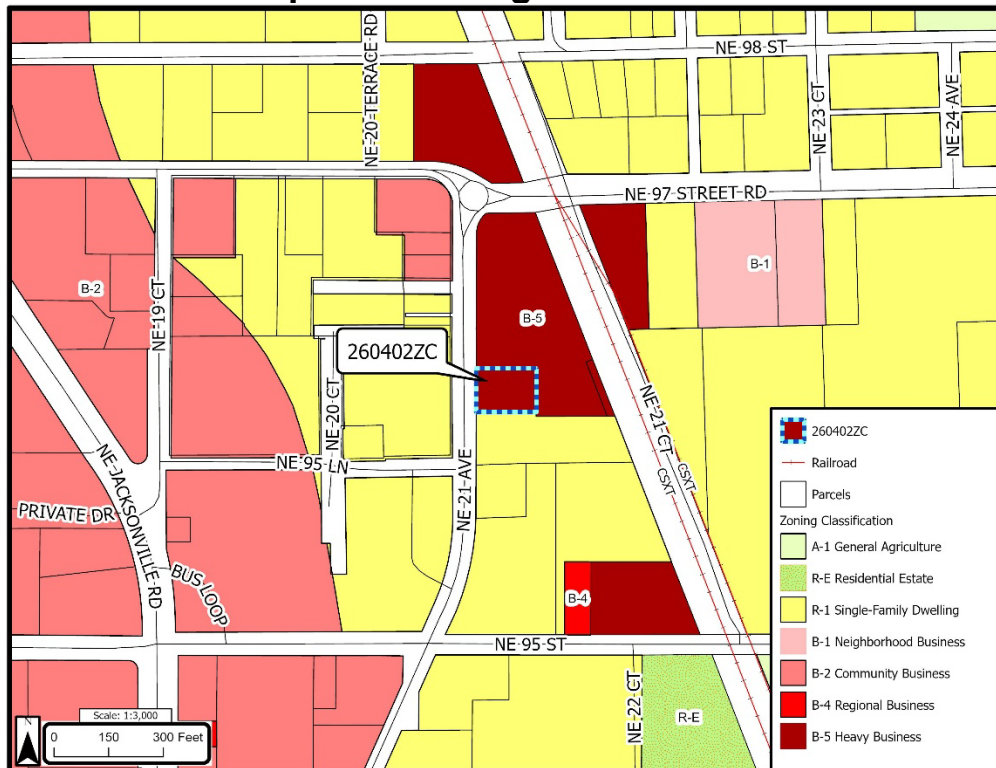 NE 98 ST
NE-20-TERRACE-RD
NE-23-CT
NE-24-AVE
NE 97 STREET-RD
B-1
B-2
NE-19-CT
B-5
260402ZC
NE-20-CT
NE-21-CT
CSXT
CSXT
NE-21-AVE
NE-95-LN
NE-JACKSONVILLE-RD
PRIVATE DR
BUS LOOP
B-4
NE 95 ST
NE-22-CT
R-E
260402ZC
Railroad
Parcels
Zoning Classification
A-1 General Agriculture
R-E Residential Estate
R-1 Single-Family Dwelling
B-1 Neighborhood Business
B-2 Community Business
B-4 Regional Business
B-5 Heavy Business
N
Scale: 1:3,000
0 150 300 Feet